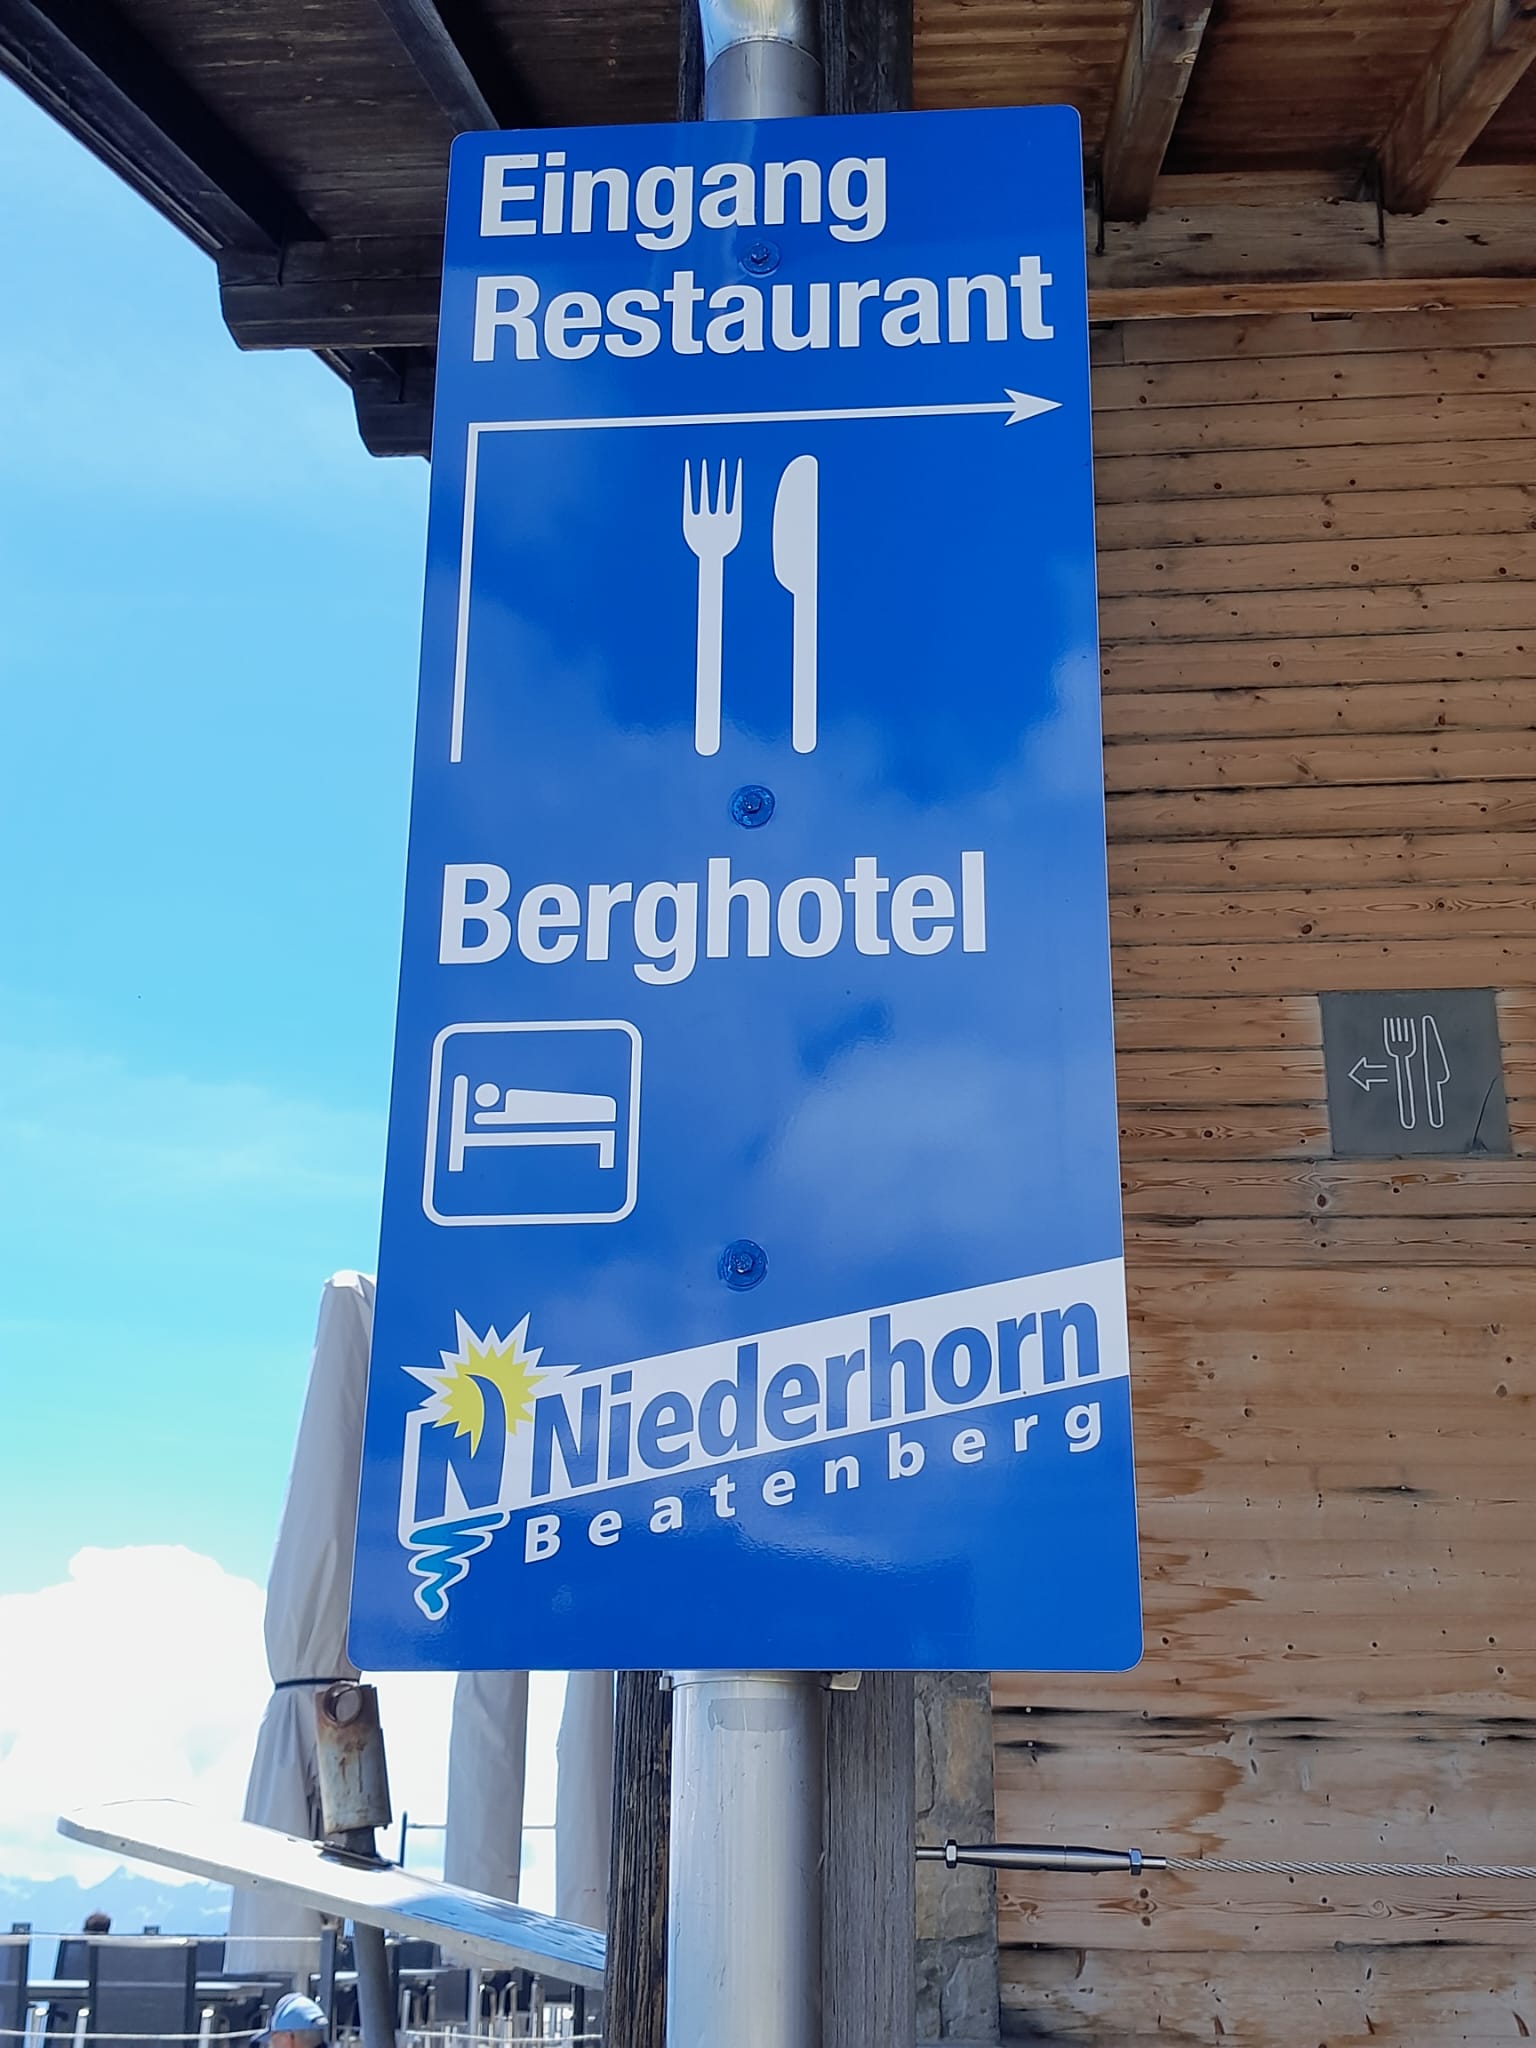 Eingang
Restaurant
Berghotel
Niederhorn
Beatenberg